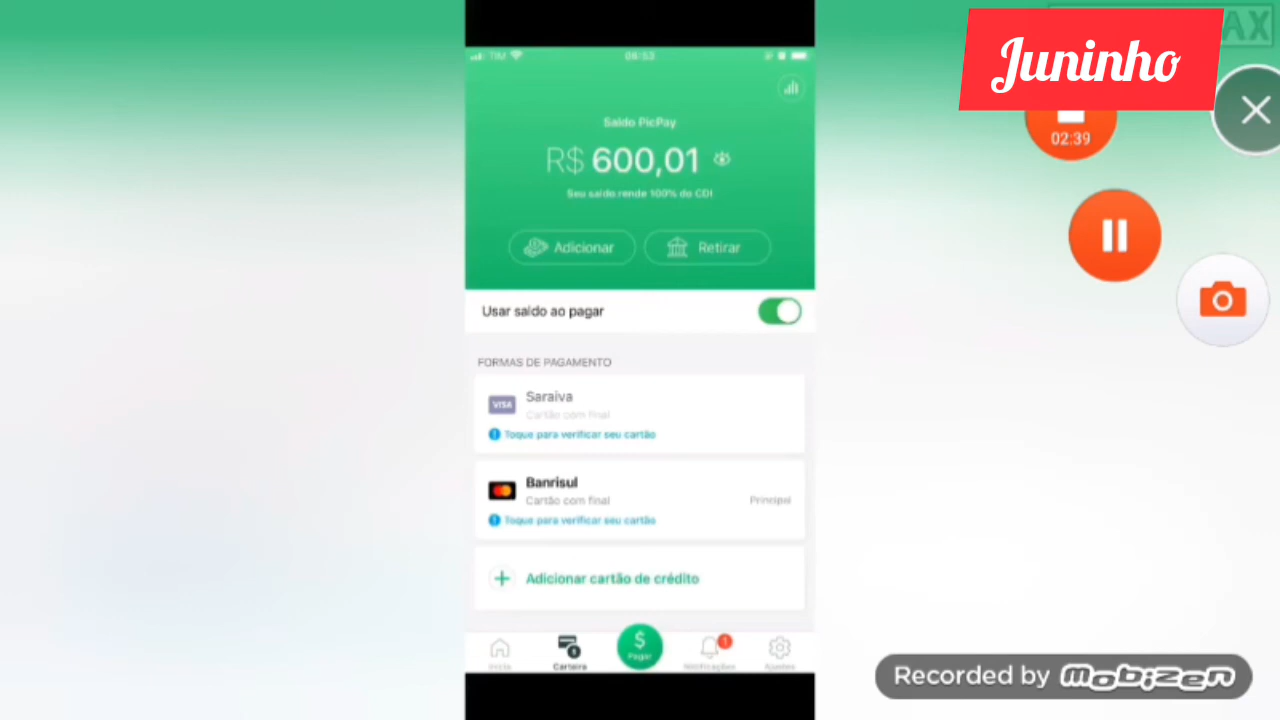 AX
Juninho
02:39
TIM
06:53
Saldo PicPay
R$ 600,01
Seu saldo rende 100% do CDI
Adicionar
Retirar
Usar saldo ao pagar
FORMAS DE PAGAMENTO
VISA
Saraiva
Cartão com final
Toque para verificar seu cartão
Banrisul
Cartão com final
Principal
Toque para verificar seu cartão
Adicionar cartão de crédito
$
Pagar
1
Início
Carteira
Notificações
Ajustes
Recorded by mobizen